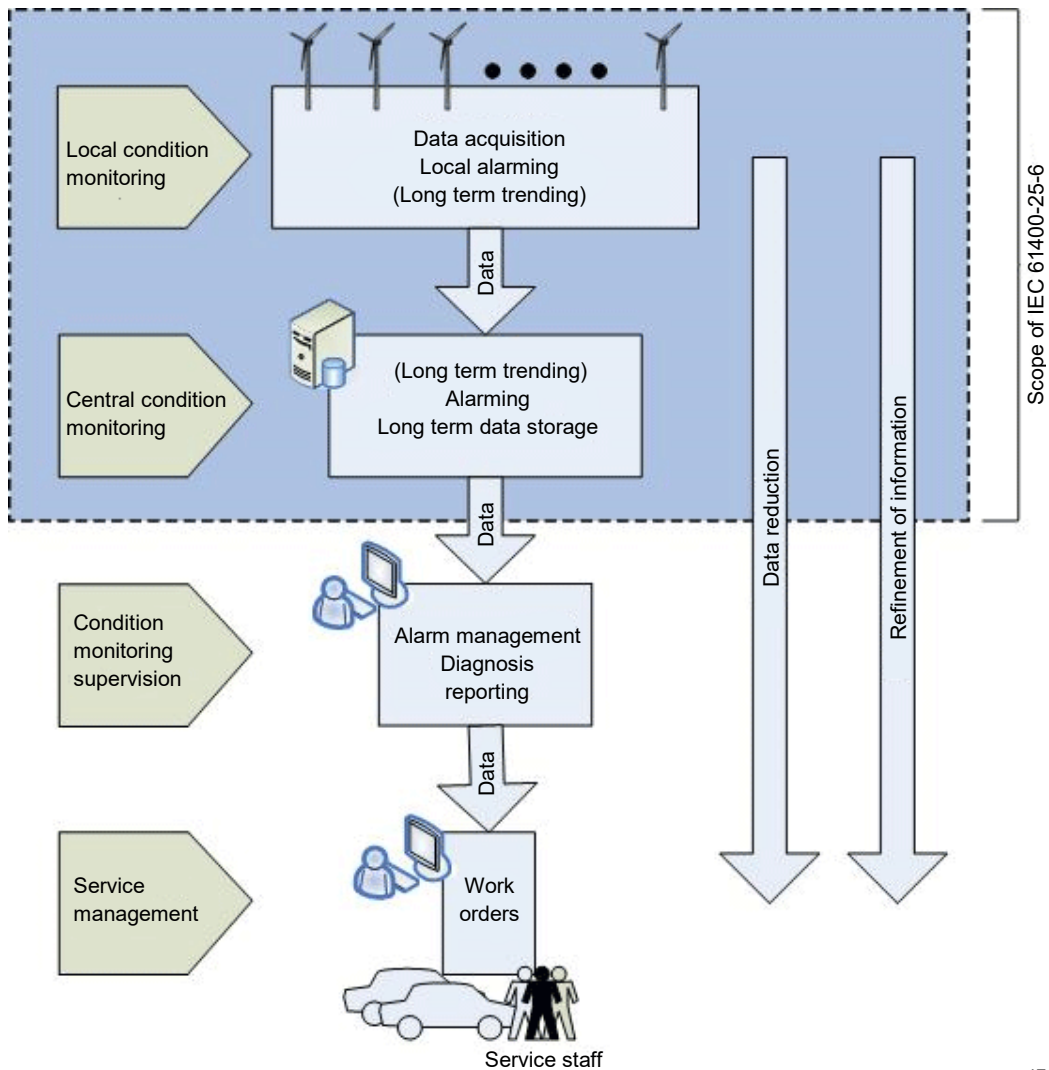 Local condition
monitoring
Data acquisition
Local alarming
(Long term trending)
Data
Central condition
monitoring
(Long term trending)
Alarming
Long term data storage
Data
Condition
monitoring
supervision
Alarm management
Diagnosis
reporting
Data
Service
management
Work
orders
Service staff
Data reduction
Refinement of information
Scope of IEC 61400-25-6